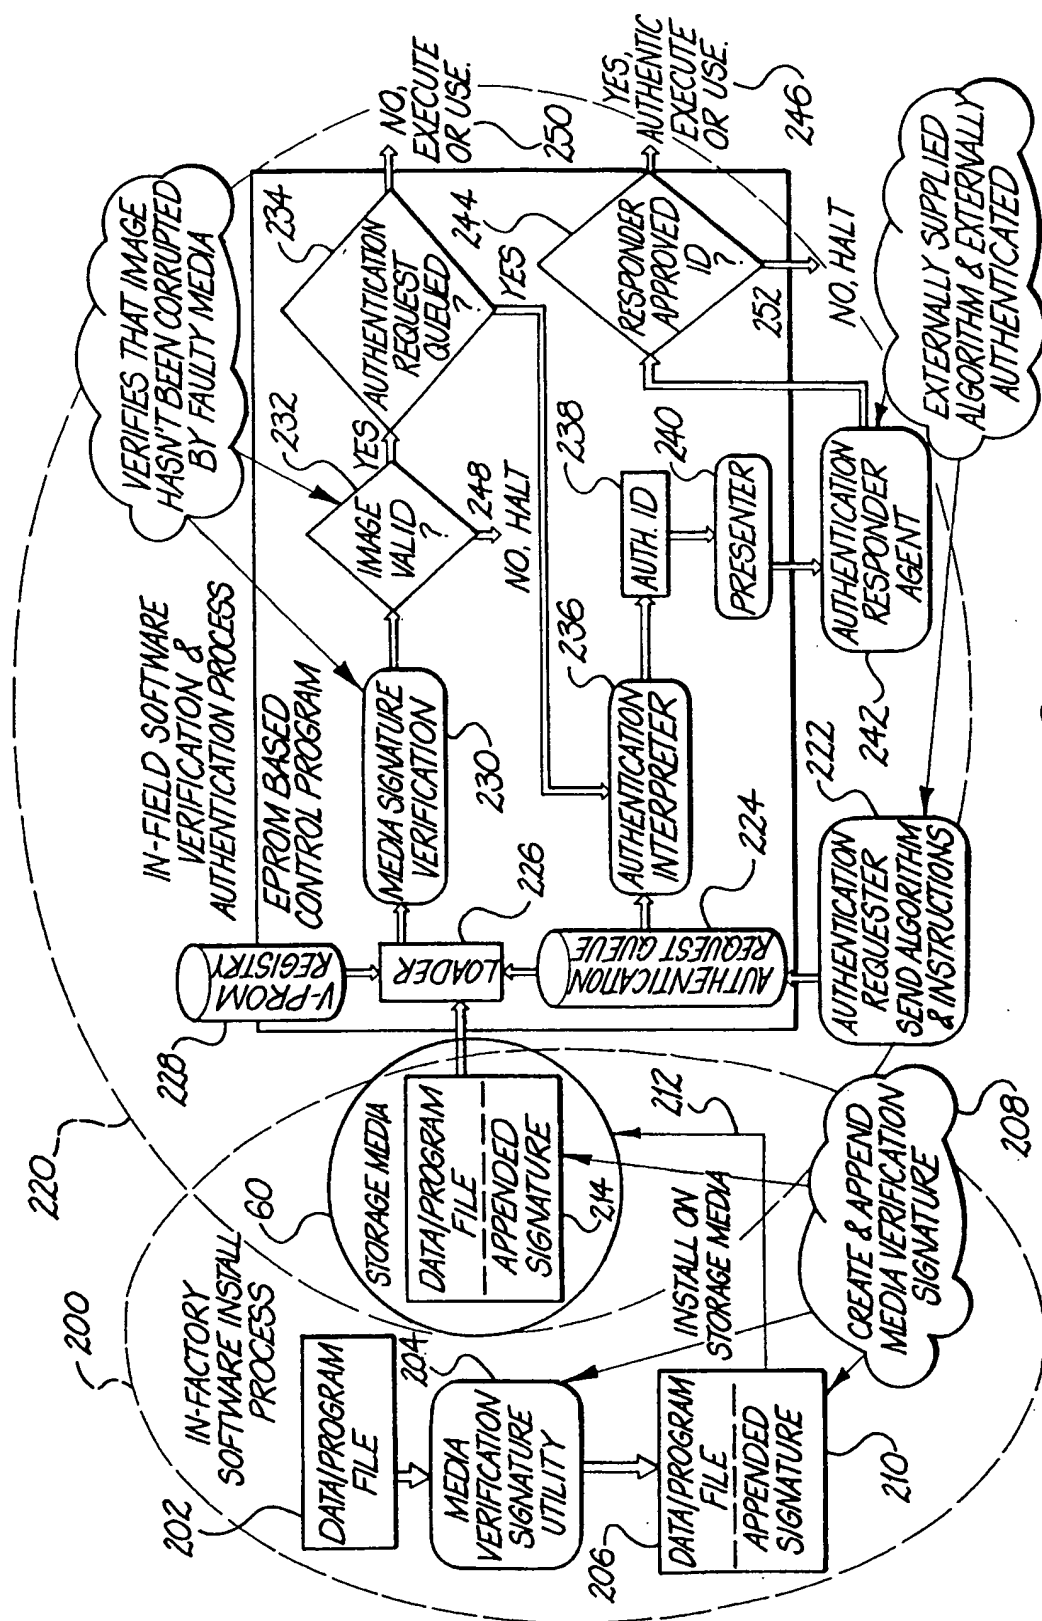 200
IN-FACTORY
SOFTWARE INSTALL
PROCESS
202
DATA/PROGRAM
FILE
204
MEDIA
VERIFICATION
SIGNATURE
UTILITY
206
DATA/PROGRAM
FILE
APPENDED
SIGNATURE
210
INSTALL ON
STORAGE MEDIA
212
CREATE & APPEND
MEDIA VERIFICATION
SIGNATURE
208
60
STORAGE MEDIA
DATA/PROGRAM
FILE
APPENDED
SIGNATURE
214
220
IN-FIELD SOFTWARE
VERIFICATION &
AUTHENTICATION PROCESS
EPROM BASED
CONTROL PROGRAM
228
V-PROM
REGISTRY
LOADER
226
AUTHENTICATION
REQUEST QUEUE
224
AUTHENTICATION
REQUESTER
SEND ALGORITHM
& INSTRUCTIONS
222
MEDIA SIGNATURE
VERIFICATION
230
VERIFIES THAT IMAGE
HASN'T BEEN CORRUPTED
BY FAULTY MEDIA
232
IMAGE
VALID
?
YES
248
NO, HALT
234
AUTHENTICATION
REQUEST
QUEUED
?
YES
NO,
EXECUTE
OR USE.
250
236
AUTHENTICATION
INTERPRETER
238
AUTH. ID
240
PRESENTER
AUTHENTICATION
RESPONDER
AGENT
242
244
RESPONDER
APPROVED
ID
?
YES,
AUTHENTIC
EXECUTE
OR USE.
246
252
NO, HALT
EXTERNALLY SUPPLIED
ALGORITHM & EXTERNALLY
AUTHENTICATED